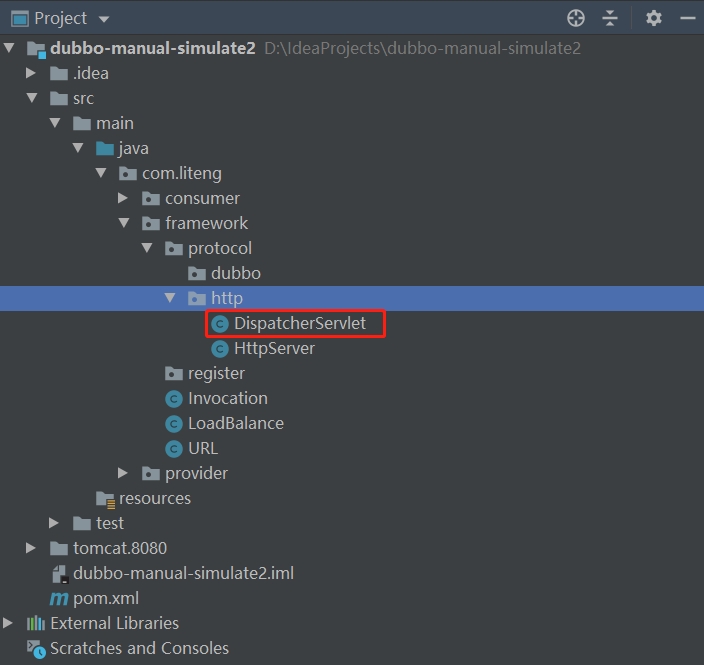 Project
dubbo-manual-simulate2 D:\IdeaProjects\dubbo-manual-simulate2
.idea
src
main
java
com.liteng
consumer
framework
protocol
dubbo
http
DispatcherServlet
HttpServer
register
Invocation
LoadBalance
URL
provider
resources
test
tomcat.8080
dubbo-manual-simulate2.iml
pom.xml
External Libraries
Scratches and Consoles